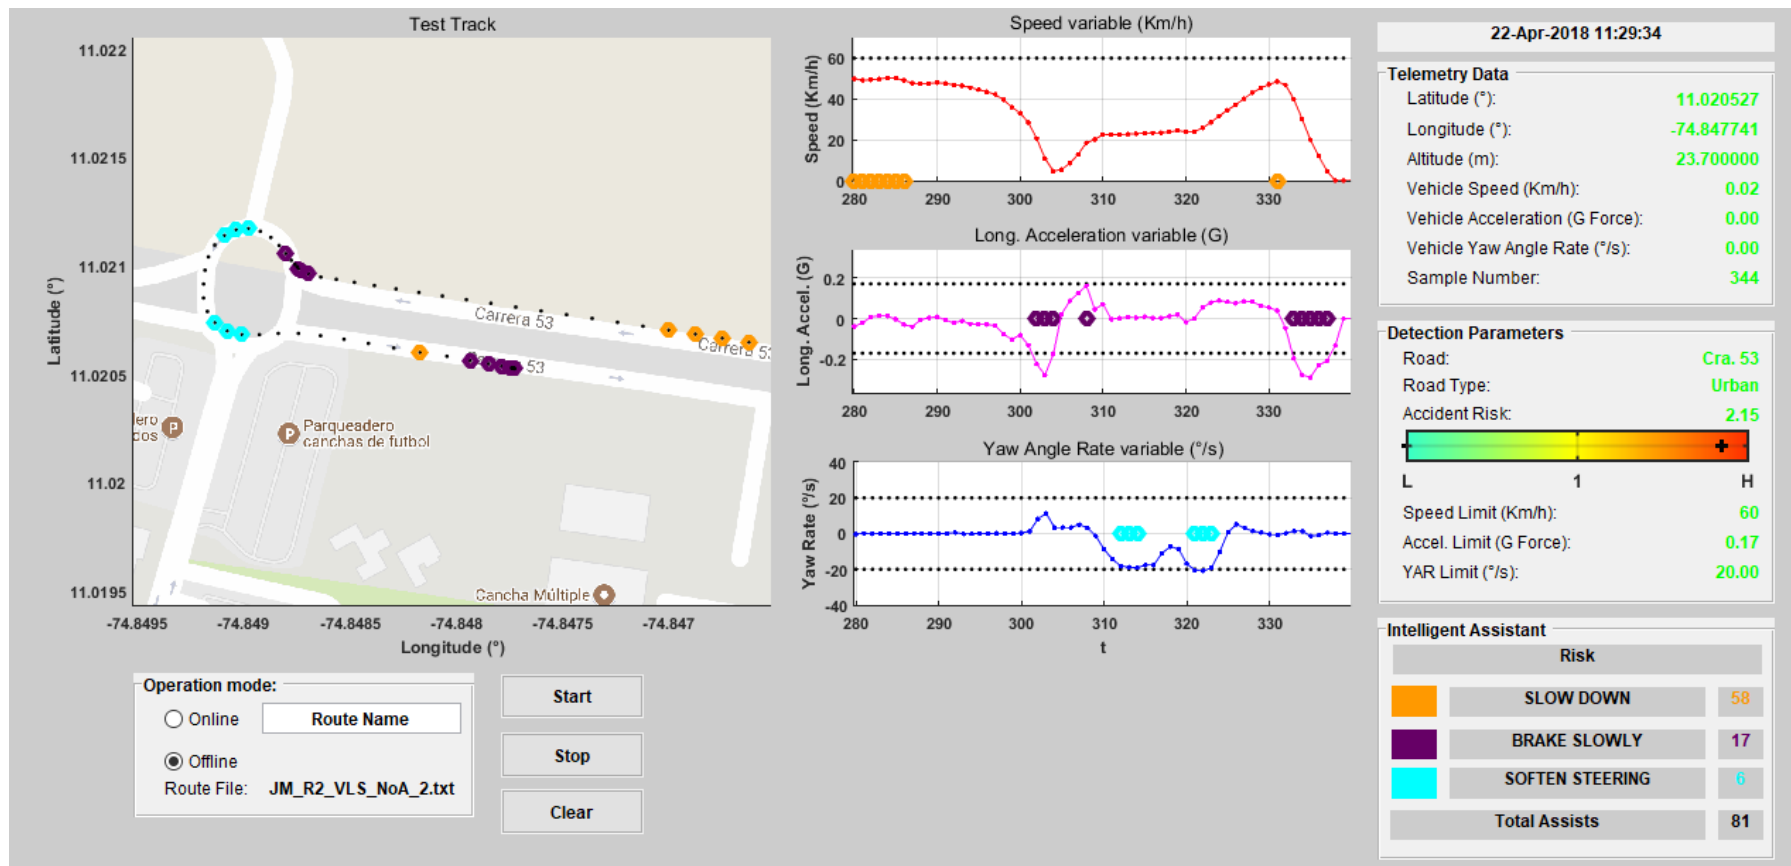 Test Track
11.022
11.0215
11.021
11.0205
11.02
11.0195
Latitude (°)
-74.8495
-74.849
-74.8485
-74.848
-74.8475
-74.847
Longitude (°)
Carrera 53
Carrera 53
53
lero
dos
P
P
Parqueadero
canchas de futbol
Cancha Múltiple
Operation mode:
Online
Route Name
Offline
Route File:
JM_R2_VLS_NoA_2.txt
Start
Stop
Clear
Speed variable (Km/h)
Speed (Km/h)
60
40
20
0
280
290
300
310
320
330
Long. Acceleration variable (G)
Long. Accel. (G)
0.2
0
-0.2
280
290
300
310
320
330
Yaw Angle Rate variable (°/s)
Yaw Rate (°/s)
40
20
0
-20
-40
280
290
300
310
320
330
t
22-Apr-2018 11:29:34
Telemetry Data
Latitude (°): 11.020527
Longitude (°): -74.847741
Altitude (m): 23.700000
Vehicle Speed (Km/h): 0.02
Vehicle Acceleration (G Force): 0.00
Vehicle Yaw Angle Rate (°/s): 0.00
Sample Number: 344
Detection Parameters
Road: Cra. 53
Road Type: Urban
Accident Risk: 2.15
L 1 H
Speed Limit (Km/h): 60
Accel. Limit (G Force): 0.17
YAR Limit (°/s): 20.00
Intelligent Assistant
Risk
SLOW DOWN 58
BRAKE SLOWLY 17
SOFTEN STEERING 6
Total Assists 81